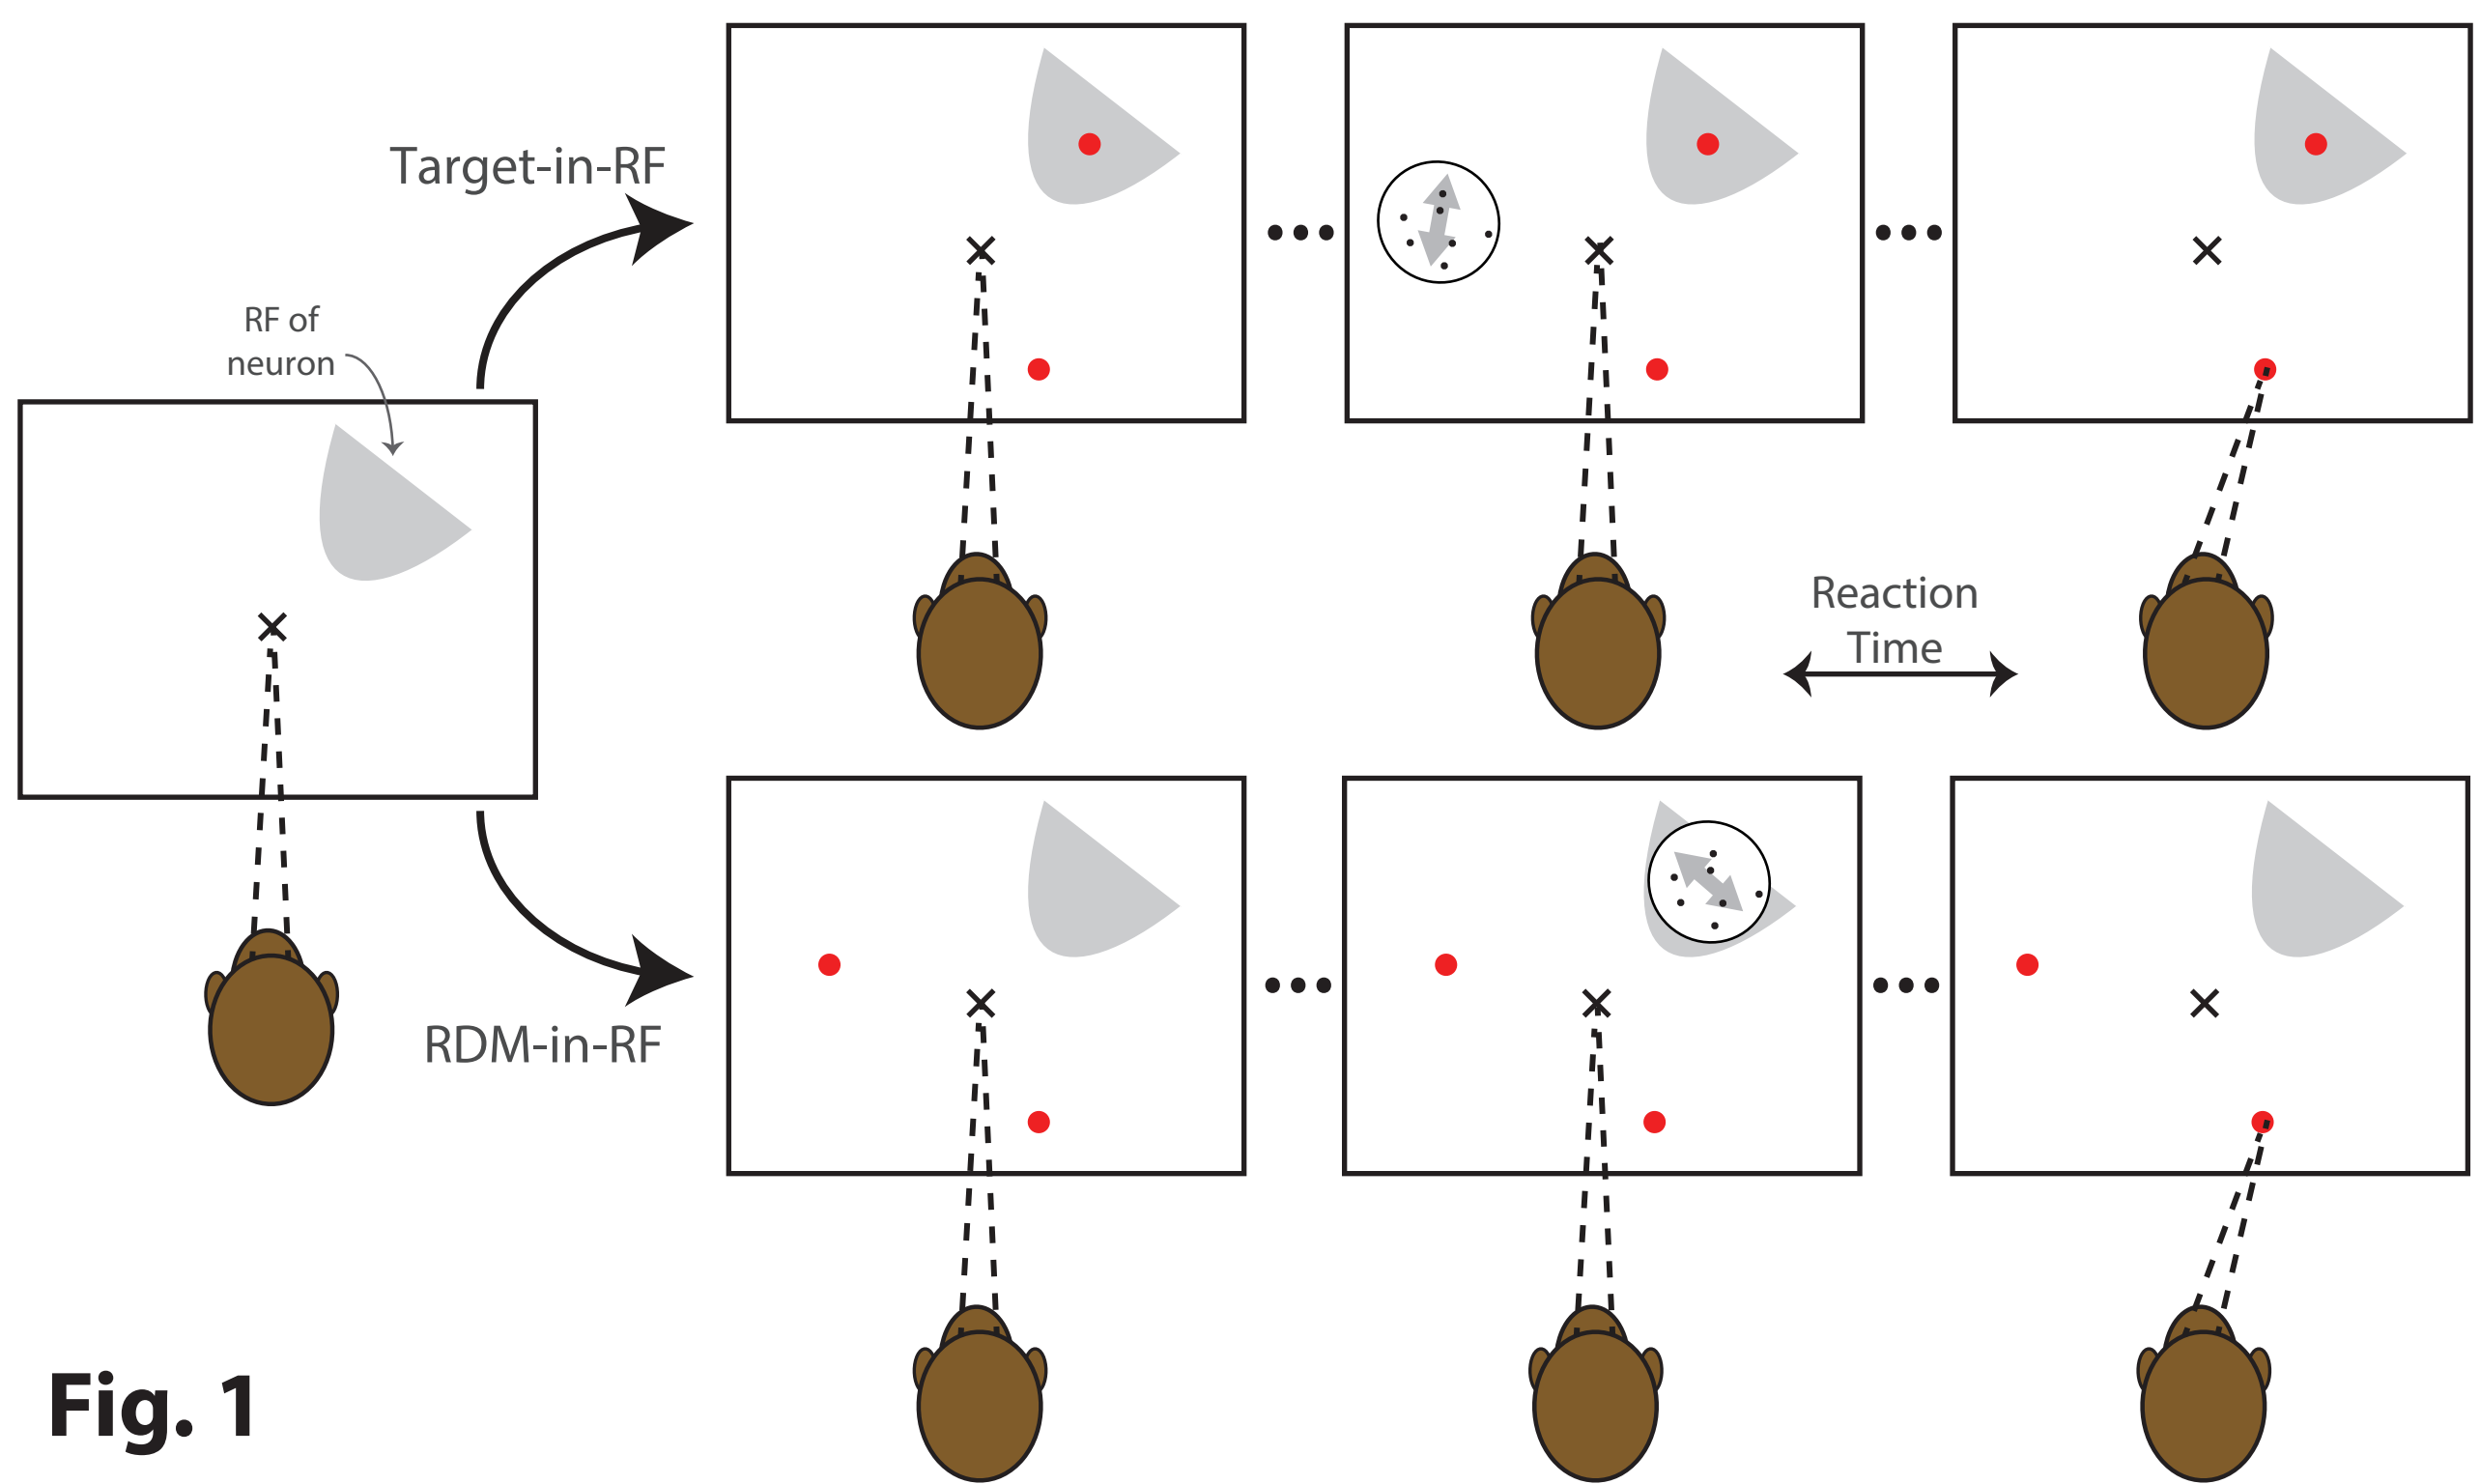 Target-in-RF
RF of
neuron
Reaction
Time
RDM-in-RF
Fig. 1